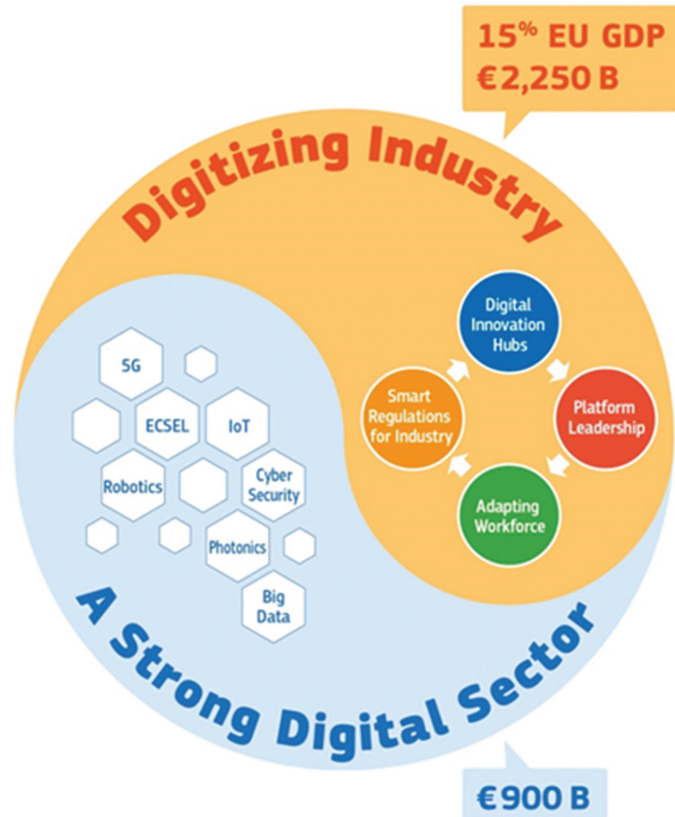 15% EU GDP
€2,250 B
Digitizing Industry
Digital
Innovation
Hubs
Smart
Regulations
for Industry
Platform
Leadership
Adapting
Workforce
5G
ECSEL
IoT
Robotics
Cyber
Security
Photonics
Big
Data
A Strong Digital Sector
€900 B